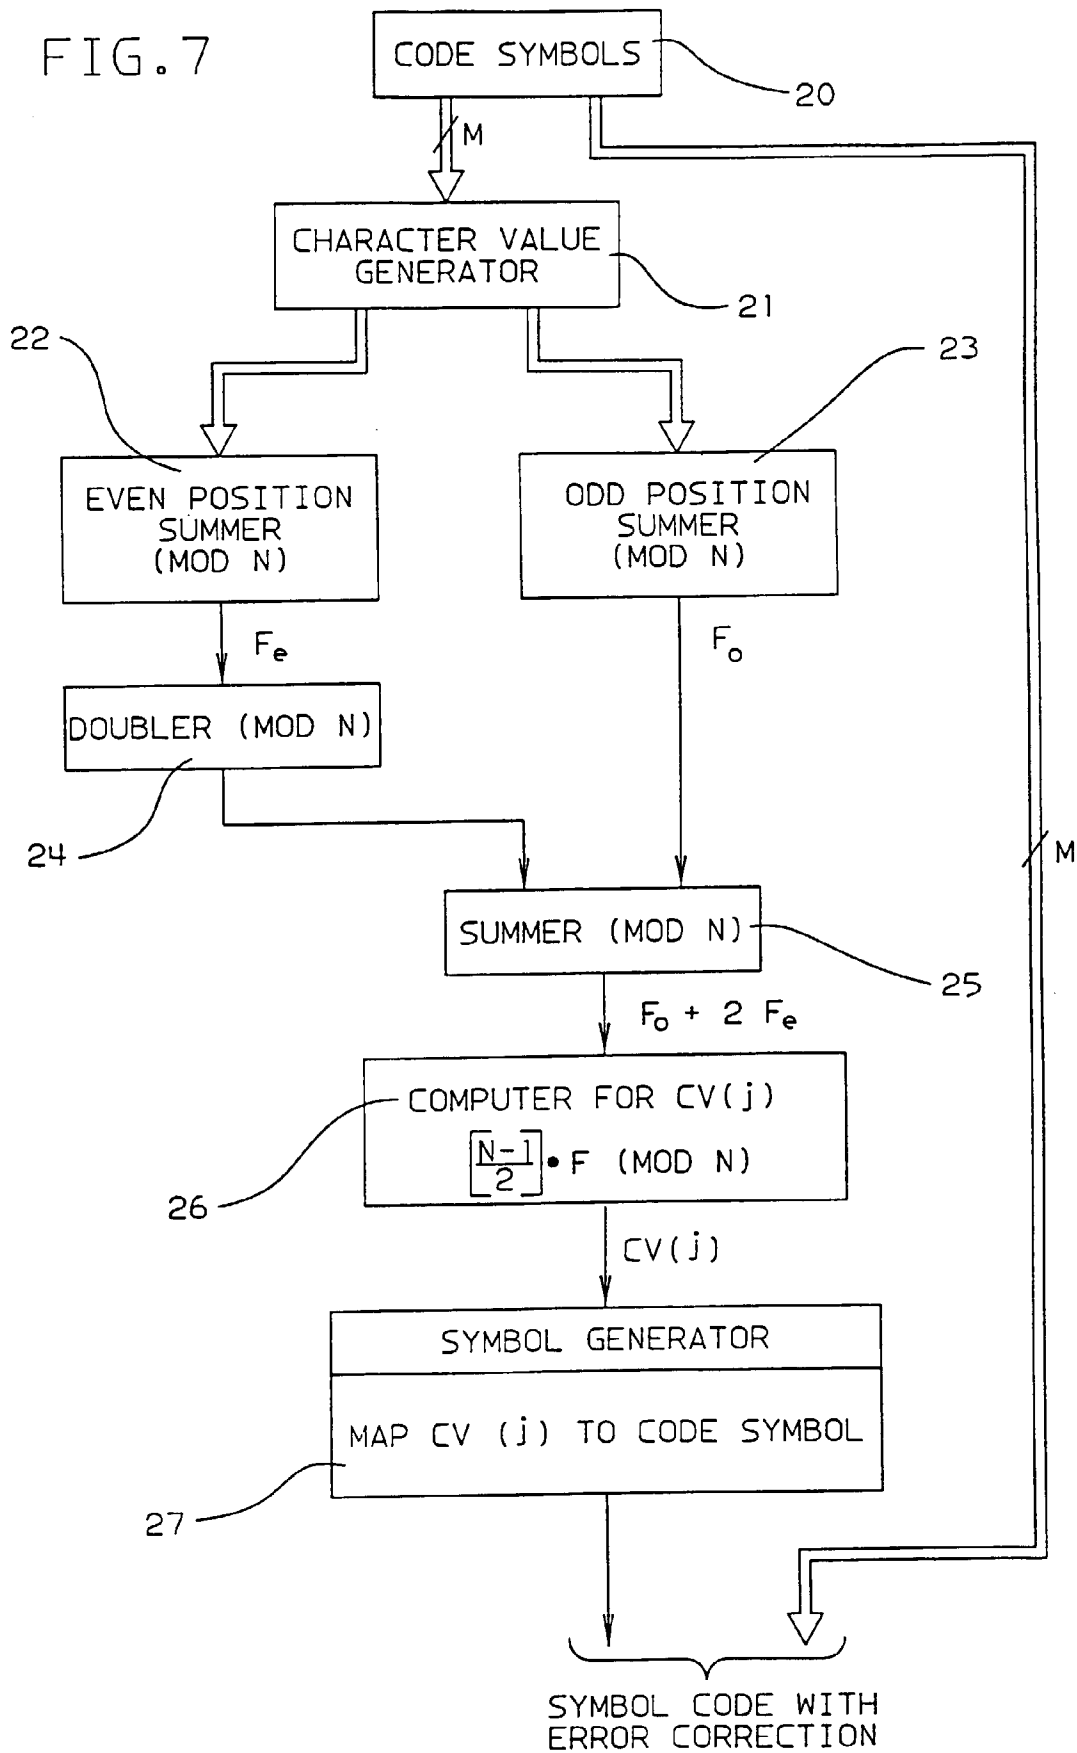 FIG. 7
CODE SYMBOLS
20
M
CHARACTER VALUE
GENERATOR
21
22
23
EVEN POSITION
SUMMER
(MOD N)
ODD POSITION
SUMMER
(MOD N)
Fe
Fo
DOUBLER (MOD N)
24
M
SUMMER (MOD N)
25
Fo + 2 Fe
COMPUTER FOR CV(j)
[N-1/2] • F (MOD N)
26
CV(j)
SYMBOL GENERATOR
MAP CV (j) TO CODE SYMBOL
27
SYMBOL CODE WITH
ERROR CORRECTION